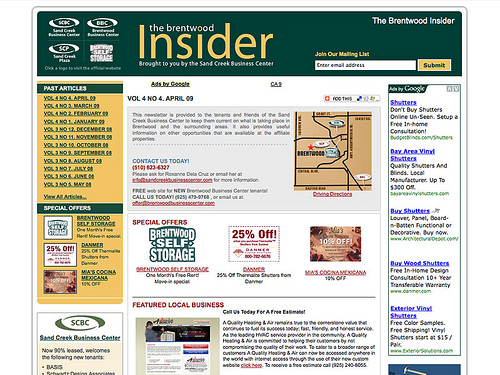 SCBC
Sand Creek
Business Center
BBC
Brentwood
Business Center
SCP
Sand Creek
Plaza
BRENTWOOD
SELF
STORAGE
Click a logo to visit the official website
the brentwood
Insider
Brought to you by the Sand Creek Business Center
The Brentwood Insider
Join Our Mailing List
Enter email address
Submit
PAST ARTICLES
VOL 4 NO 4. APRIL 09
VOL 4 NO 3. MARCH 09
VOL 4 NO 2. FEBRUARY 09
VOL 4 NO 1. JANUARY 09
VOL 3 NO 12. DECEMBER 08
VOL 3 NO 11. NOVEMBER 08
VOL 3 NO 10. OCTOBER 08
VOL 3 NO 9. SEPTEMBER 08
VOL 3 NO 8. AUGUST 08
VOL 3 NO 7. JULY 08
VOL 3 NO 6. JUNE 08
VOL 3 NO 5. MAY 08
View All Articles...
SPECIAL OFFERS
BRENTWOOD
SELF STORAGE
One Month's Free
Rent! Move-in special.
25% Off!
DANMER
25% Off Thermalite
Shutters from
Danmer
MIA'S COCINA
MEXICANA
10% OFF
SCBC
Sand Creek
Business Center
Now 90% leased, welcomes
the following new tenants:
• BASIS
• Schwartz Design Associates
Ads by Google
CA 9
VOL 4 NO 4. APRIL 09
ADD THIS
This newsletter is provided to the tenants and friends of the Sand
Creek Business Center to keep them current on what is taking place in
Brentwood and the surrounding areas. It also provides useful
information on other opportunities that are available at the affiliate
properties.
CONTACT US TODAY!
(510) 623-6327
Please ask for Roxanne Dela Cruz or email her at
info@sandcreekbusinesscenter.com for more information.
FREE web site for NEW Brentwood Business Center tenants!
CALL US TODAY! (925) 479-9768 , or email us at
offer@brentwoodbusinesscenter.com
BRENTWOOD
Driving Directions
SPECIAL OFFERS
BRENTWOOD
SELF
STORAGE
BRENTWOOD SELF STORAGE
One Month's Free Rent!
Move-in special
25% Off!
DANMER
800-782-6676
DANMER
25% Off Thermalite Shutters from
Danmer
Mia's
10% OFF!
MIA'S COCINA MEXICANA
10% OFF
FEATURED LOCAL BUSINESS
Call Us Today For A Free Estimate!
A Quality Heating & Air remains true to the one thing value that
continues to fuel its success today; fast, friendly, and honest service.
As the leading HVAC service provider in the community, A Quality
Heating & Air is committed to helping their customers by not
compromising the quality of their work. To cater to a broader range of
customers A Quality Heating & Air can now be accessed anywhere in
the world with internet access through the use of their new custom
website click here. To receive a free estimate call (925) 240-8055.
Ads by Google
Shutters
Don't Buy Shutters
Online Un-Seen. Setup a
Free In-home
Consultation!
BudgetBlinds.com/Shutters
Bay Area Vinyl
Shutters
Quality Shutters And
Blinds. Local
Manufacturer. Up To
$300 Off.
bayareavinylshutters.com
Buy Shutters
Louver, Panel, Board-
n-Batten Functional or
Decorative. Buy now.
www.ArchitecturalDepot.com/
Buy Wood Shutters
Free In-Home Design
Consultation 10+ Year
Transferable Warranty
www.danmer.com
Exterior Vinyl
Shutters
Free Color Samples.
Free Shipping! Vinyl
Shutters start at $15 /
Pair.
www.ExteriorSolutions.com